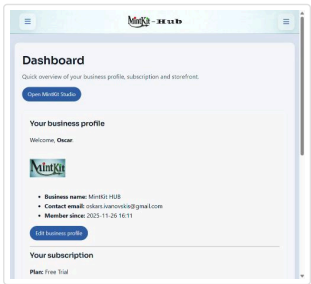 MintKit-Hub
Dashboard
Quick overview of your business profile, subscription and storefront.
Open MintKit Studio
Your business profile
Welcome, Oscar.
MintKit
Business name: MintKit HUB
Contact email: oskars.ivanovskis@gmail.com
Member since: 2025-11-26 16:11
Edit business profile
Your subscription
Plan: Free Trial